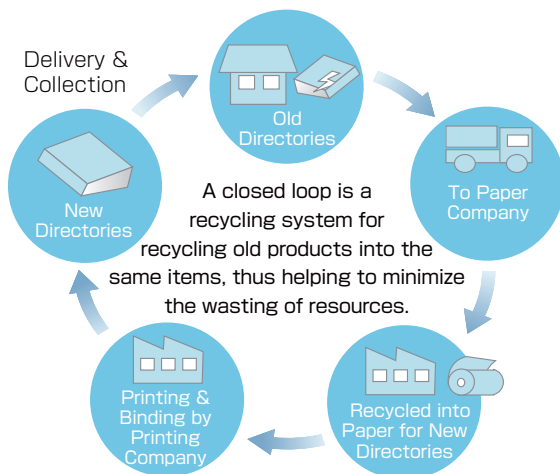 Delivery &
Collection
Old
Directories
To Paper
Company
Recycled into
Paper for New
Directories
Printing &
Binding by
Printing
Company
New
Directories
A closed loop is a
recycling system for
recycling old products into the
same items, thus helping to minimize
the wasting of resources.